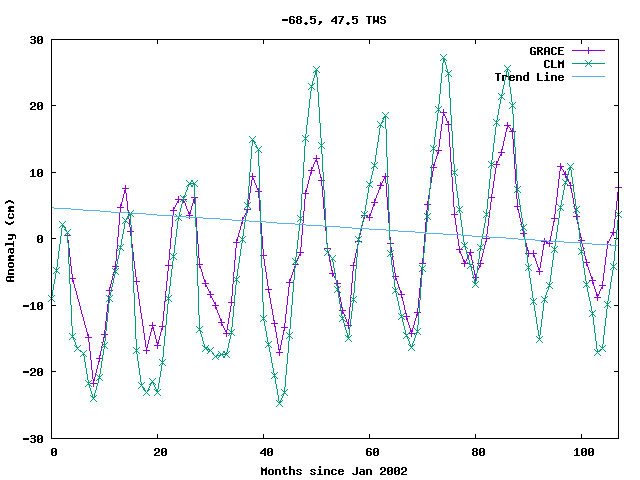 -68.5, 47.5 TWS
30
20
10
0
-10
-20
-30
Anomaly (cm)
GRACE
CLM
Trend Line
0 20 40 60 80 100
Months since Jan 2002